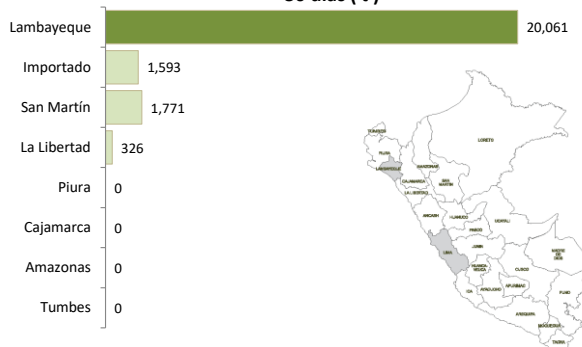 30 días ( t )
Lambayeque 20,061
Importado 1,593
San Martín 1,771
La Libertad 326
Piura 0
Cajamarca 0
Amazonas 0
Tumbes 0
TUMBES
LORETO
PIURA
AMAZONAS
LAMBAYEQUE
CAJAMARCA
SAN
MARTIN
LA LIBERTAD
ANCASH
HUANUCO
UCAYALI
PASCO
JUNIN
LIMA
MADRE
DE
DIOS
HUANCA
VELICA
CUSCO
ICA
AYACUCHO
APURIMAC
PUNO
AREQUIPA
MOQUEGUA
TACNA